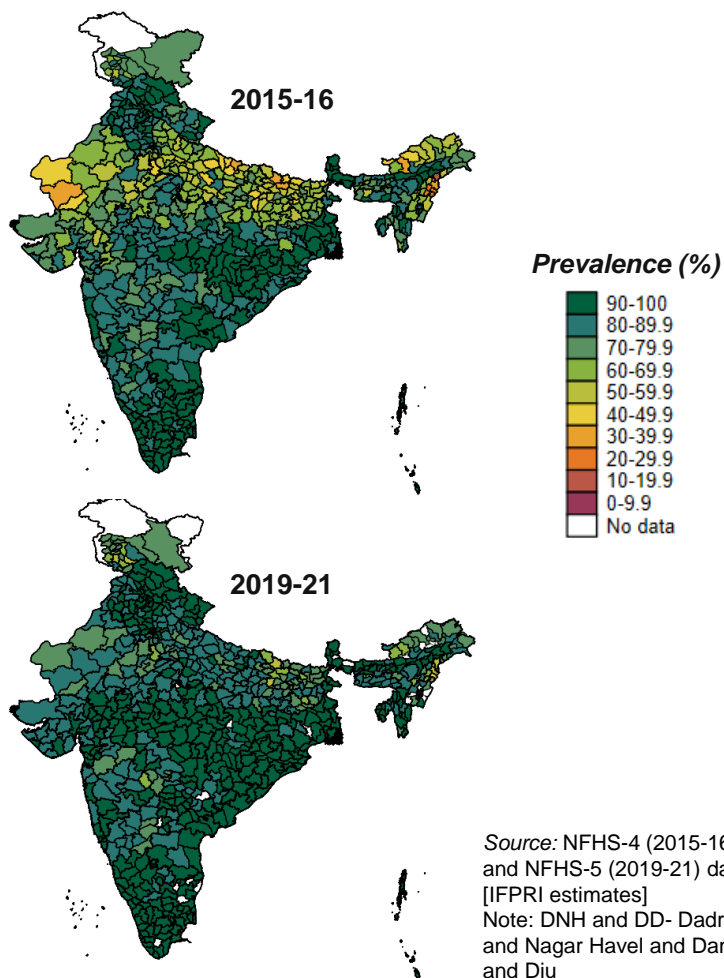 2015-16
Prevalence (%)
90-100
80-89.9
70-79.9
60-69.9
50-59.9
40-49.9
30-39.9
20-29.9
10-19.9
0-9.9
No data
2019-21
Source: NFHS-4 (2015-16
and NFHS-5 (2019-21) da
[IFPRI estimates]
Note: DNH and DD- Dadr
and Nagar Havel and Dar
and Diu